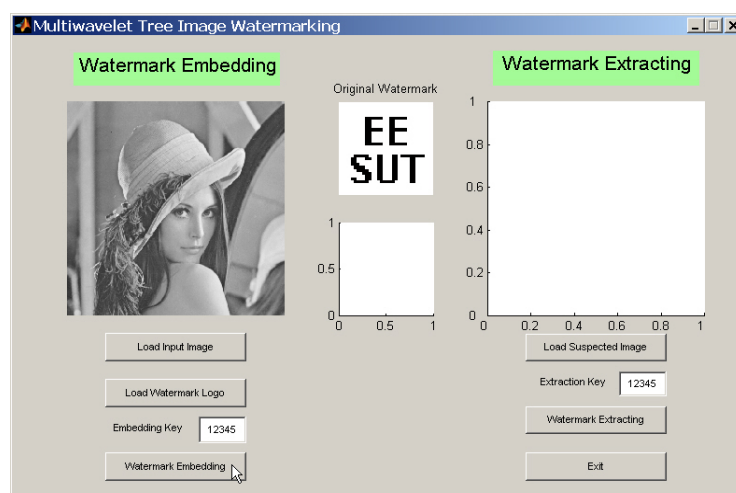 Multiwavelet Tree Image Watermarking
Watermark Embedding
Watermark Extracting
Original Watermark
EE
SUT
1
0.5
0
0 0.5 1
1
0.8
0.6
0.4
0.2
0
0 0.2 0.4 0.6 0.8 1
Load Input Image
Load Watermark Logo
Embedding Key 12345
Watermark Embedding
Load Suspected Image
Extraction Key 12345
Watermark Extracting
Exit